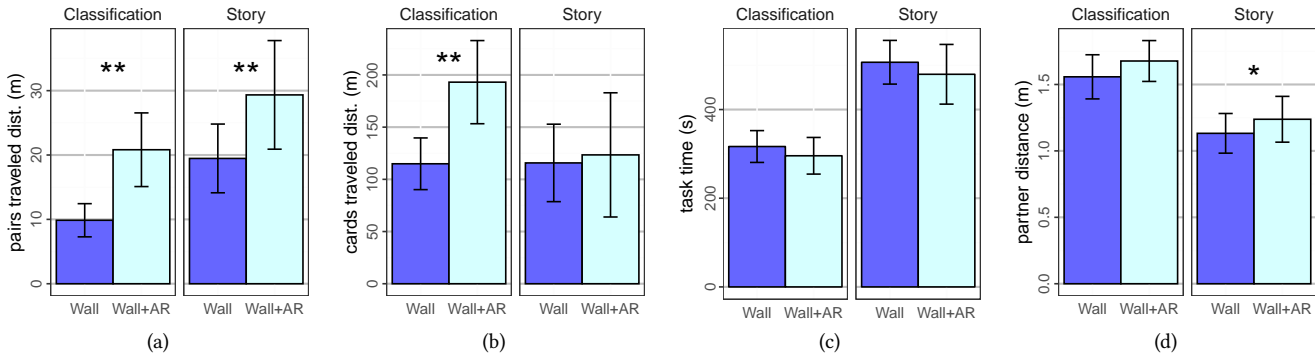 Classification Story
pairs traveled dist. (m)
30
20
10
0
** **
Wall Wall+AR Wall Wall+AR
(a)
Classification Story
cards traveled dist. (m)
200
150
100
50
0
**
Wall Wall+AR Wall Wall+AR
(b)
Classification Story
task time (s)
400
200
0
Wall Wall+AR Wall Wall+AR
(c)
Classification Story
partner distance (m)
1.5
1.0
0.5
0.0
*
Wall Wall+AR Wall Wall+AR
(d)